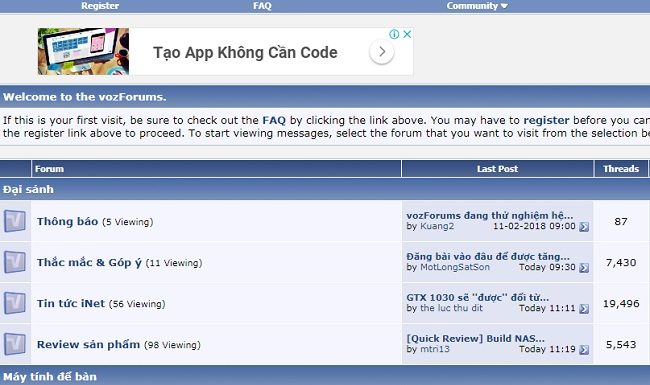 Register FAQ Community
Tạo App Không Cần Code
Welcome to the vozForums.
If this is your first visit, be sure to check out the FAQ by clicking the link above. You may have to register before you can
the register link above to proceed. To start viewing messages, select the forum that you want to visit from the selection be
Forum Last Post Threads
Đại sảnh
Thông báo (5 Viewing)
vozForums đang thử nghiệm hệ...
by Kuang2 11-02-2018 09:00
87
Thắc mắc & Góp ý (11 Viewing)
Đăng bài vào đâu để được tăng...
by MotLongSatSon Today 09:30
7,430
Tin tức iNet (56 Viewing)
GTX 1030 sẽ "được" đổi từ...
by the luc thu dit Today 11:11
19,496
Review sản phẩm (98 Viewing)
[Quick Review] Build NAS...
by mtri13 Today 11:19
5,543
Máy tính để bàn